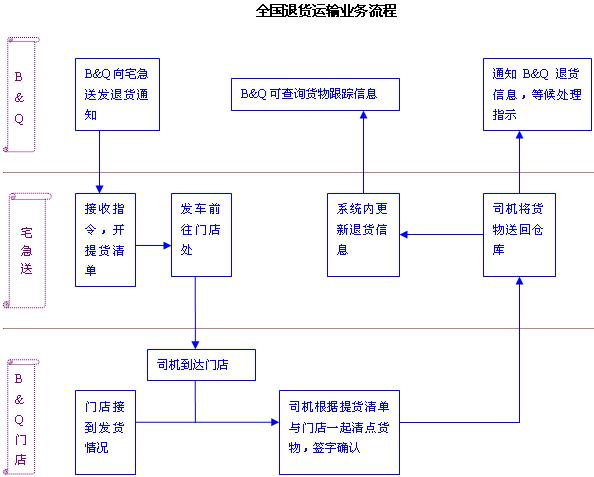 全国退货运输业务流程
B
&
Q
B&Q向宅急
送发退货通
知
B&Q可查询货物跟踪信息
通知 B&Q 退货
信息，等候处理
指示
宅
急
送
接收指
令，开
提货清
单
发车前
往门店
处
系统内更
新退货信
息
司机将货
物送回仓
库
B
&
Q
门
店
司机到达门店
门店接
到发货
情况
司机根据提货清单
与门店一起清点货
物，签字确认